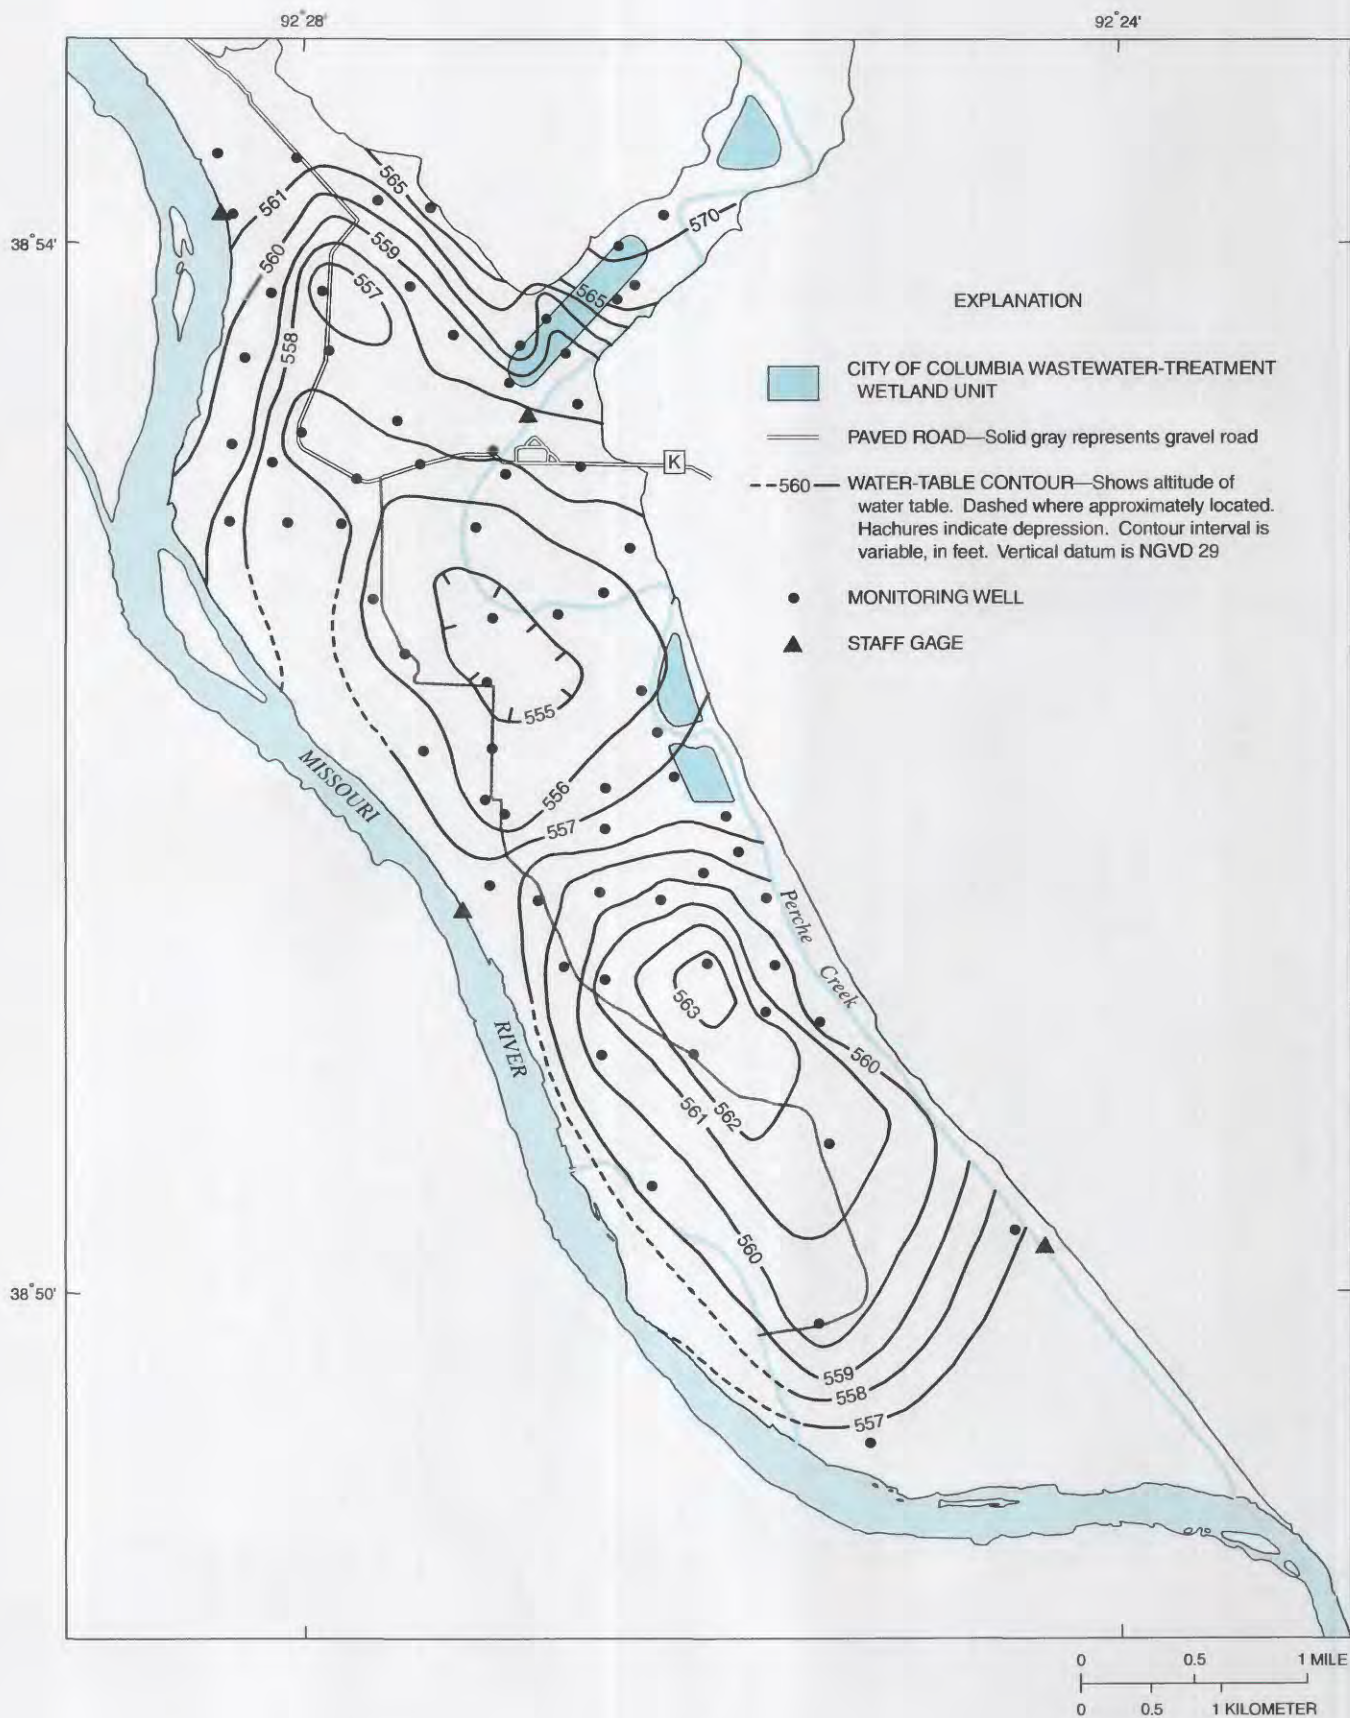 92°28'
92°24'
565
561
570
38°54'
559
560
557
565
558
EXPLANATION
CITY OF COLUMBIA WASTEWATER-TREATMENT
WETLAND UNIT
PAVED ROAD—Solid gray represents gravel road
K
--560— WATER-TABLE CONTOUR—Shows altitude of
water table. Dashed where approximately located.
Hachures indicate depression. Contour interval is
variable, in feet. Vertical datum is NGVD 29
MONITORING WELL
STAFF GAGE
555
MISSOURI
556
557
Perche
Creek
563
RIVER
560
561
562
560
38°50'
559
558
557
0 0.5 1 MILE
0 0.5 1 KILOMETER